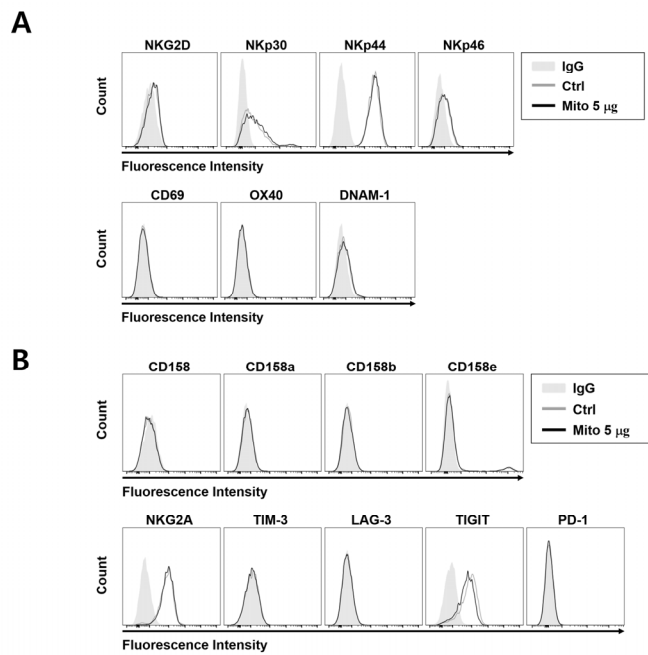 A
NKG2D NKp30 NKp44 NKp46
Count
IgG
Ctrl
Mito 5 μg
Fluorescence Intensity
CD69 OX40 DNAM-1
Count
Fluorescence Intensity
B
CD158 CD158a CD158b CD158e
Count
IgG
Ctrl
Mito 5 μg
Fluorescence Intensity
NKG2A TIM-3 LAG-3 TIGIT PD-1
Count
Fluorescence Intensity